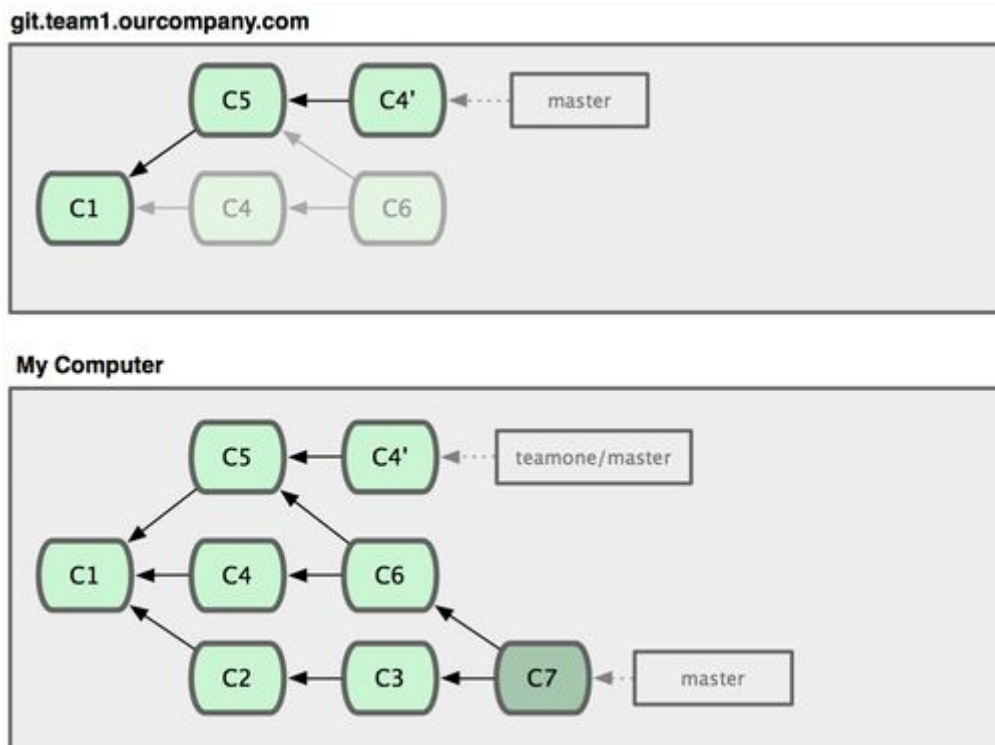 git.team1.ourcompany.com
C5
C4'
master
C1
C4
C6
My Computer
C5
C4'
teamone/master
C1
C4
C6
C2
C3
C7
master